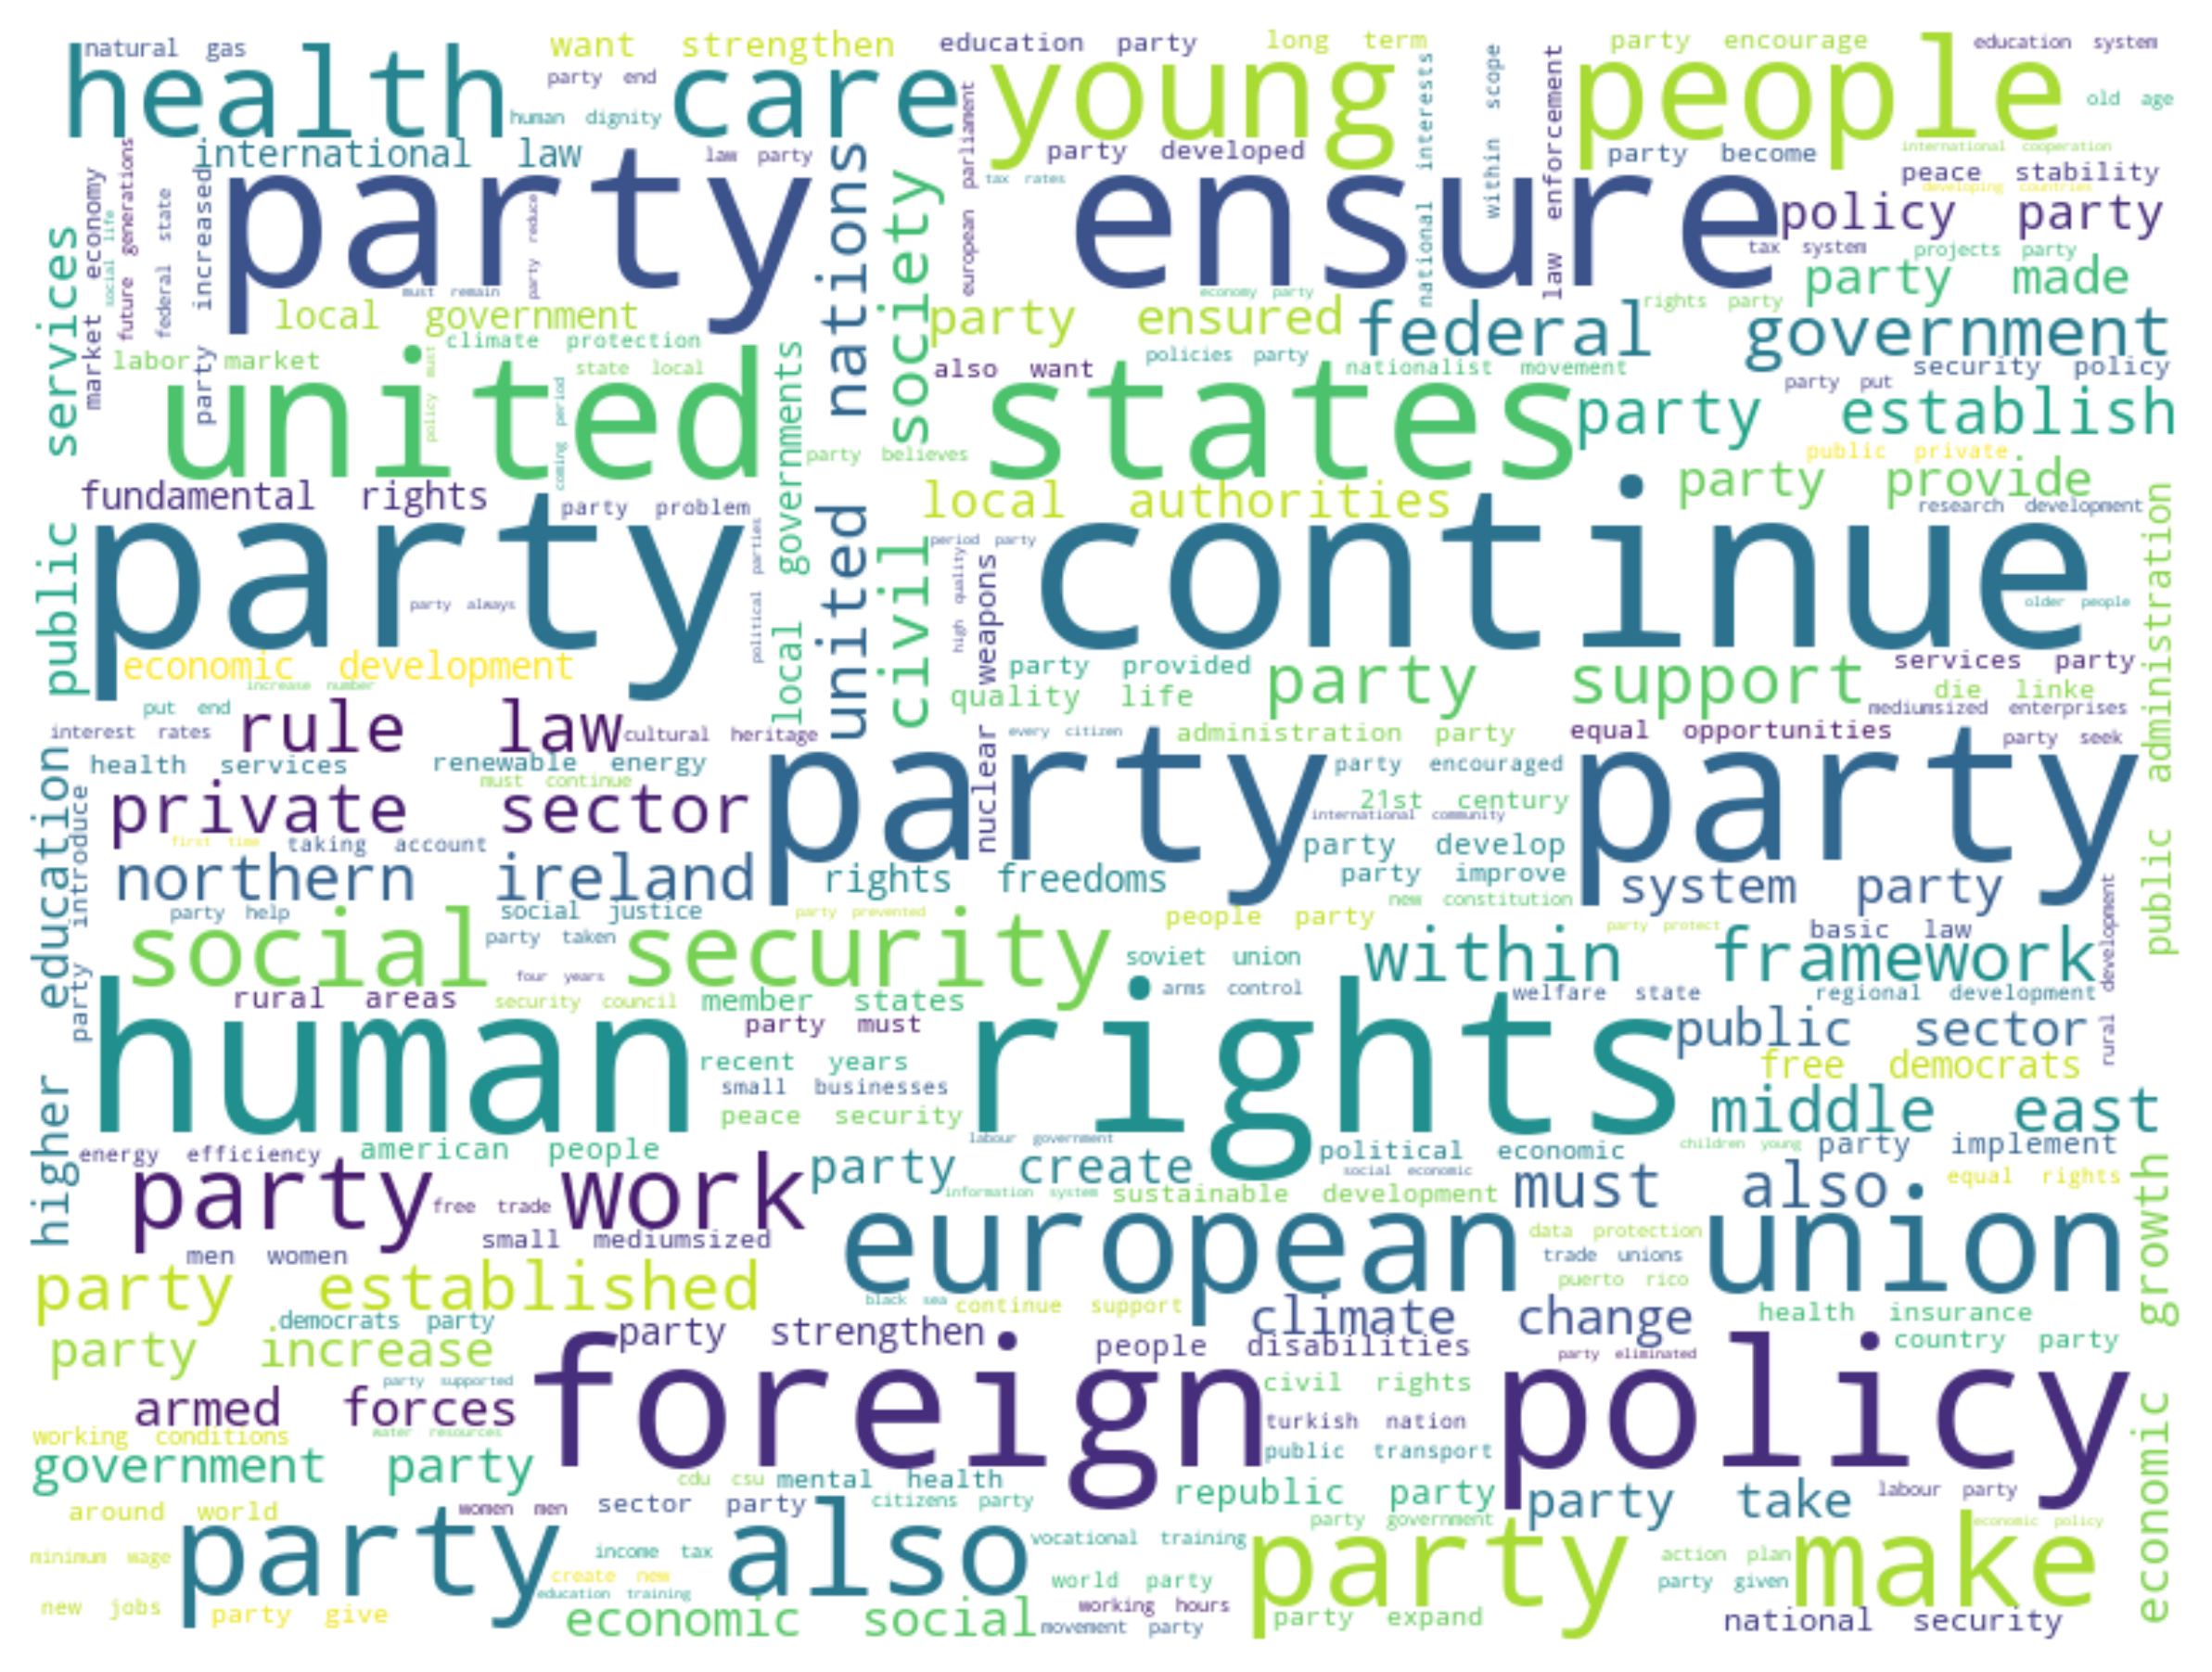 natural gas
want strengthen
education party
long term
party encourage
education system
health care
young people
party end
human dignity
old age
international law
law party
party developed
party become
international cooperation
peace stability
developing countries
tax rates
party ensure
policy party
tax system
projects party
party made
must remain
economy party
rights party
local government
party ensured
federal government
climate protection
labor market
state local
also want
policies party
nationalist movement
security policy
party put
united states
party establish
party believes
public private
fundamental rights
party problem
local authorities
party provide
research development
party continue
period party
party always
older people
economic development
party provided
party support
services party
increase number
quality life
die linke
put end
mediumsized enterprises
interest rates
rule law
cultural heritage
every citizen
administration party
equal opportunities
party seek
health services
renewable energy
party encouraged
must continue
party party
private sector
21st century
international community
first time
taking account
party develop
northern ireland
rights freedoms
party improve
system party
new constitution
party help
social justice
party prevented
people party
party protect
basic law
social security
party taken
soviet union
within framework
four years
arms control
rural areas
security council
member states
welfare state
regional development
human rights
party must
public sector
recent years
free democrats
small businesses
peace security
middle east
labour government
energy efficiency
american people
political economic
children young
party implement
party work
party create
social economic
equal rights
information system
sustainable development
must also
free trade
european union
small mediumsized
data protection
men women
trade unions
puerto rico
party established
black sea
continue support
climate change
health insurance
democrats party
party strengthen
people disabilities
country party
party increase
party eliminated
foreign policy
party supported
civil rights
armed forces
turkish nation
working conditions
water resources
public transport
government party
cdu csu
mental health
republic party
party take
labour party
women men
sector party
citizens party
around world
party government
economic policy
party also
vocational training
party make
minimum wage
income tax
action plan
create new
education training
world party
party given
new jobs
party give
economic social
working hours
movement party
party expand
national security
public services
market economy
social life
future generations
federal state
party increased
party reduce
policy must
coming period
political parties
local governments
united nations
civil society
european parliament
high quality
nuclear weapons
national interests
within scope
law enforcement
public administration
higher education
party introduce
rural development
economic growth